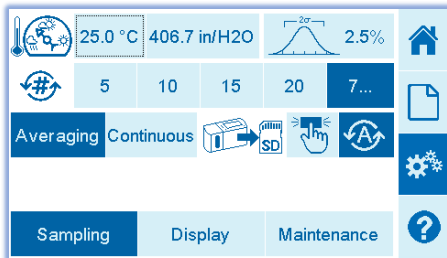 25.0 °C 406.7 in/H2O 2σ 2.5%
# 5 10 15 20 7...
Averaging Continuous SD A
?
Sampling Display Maintenance